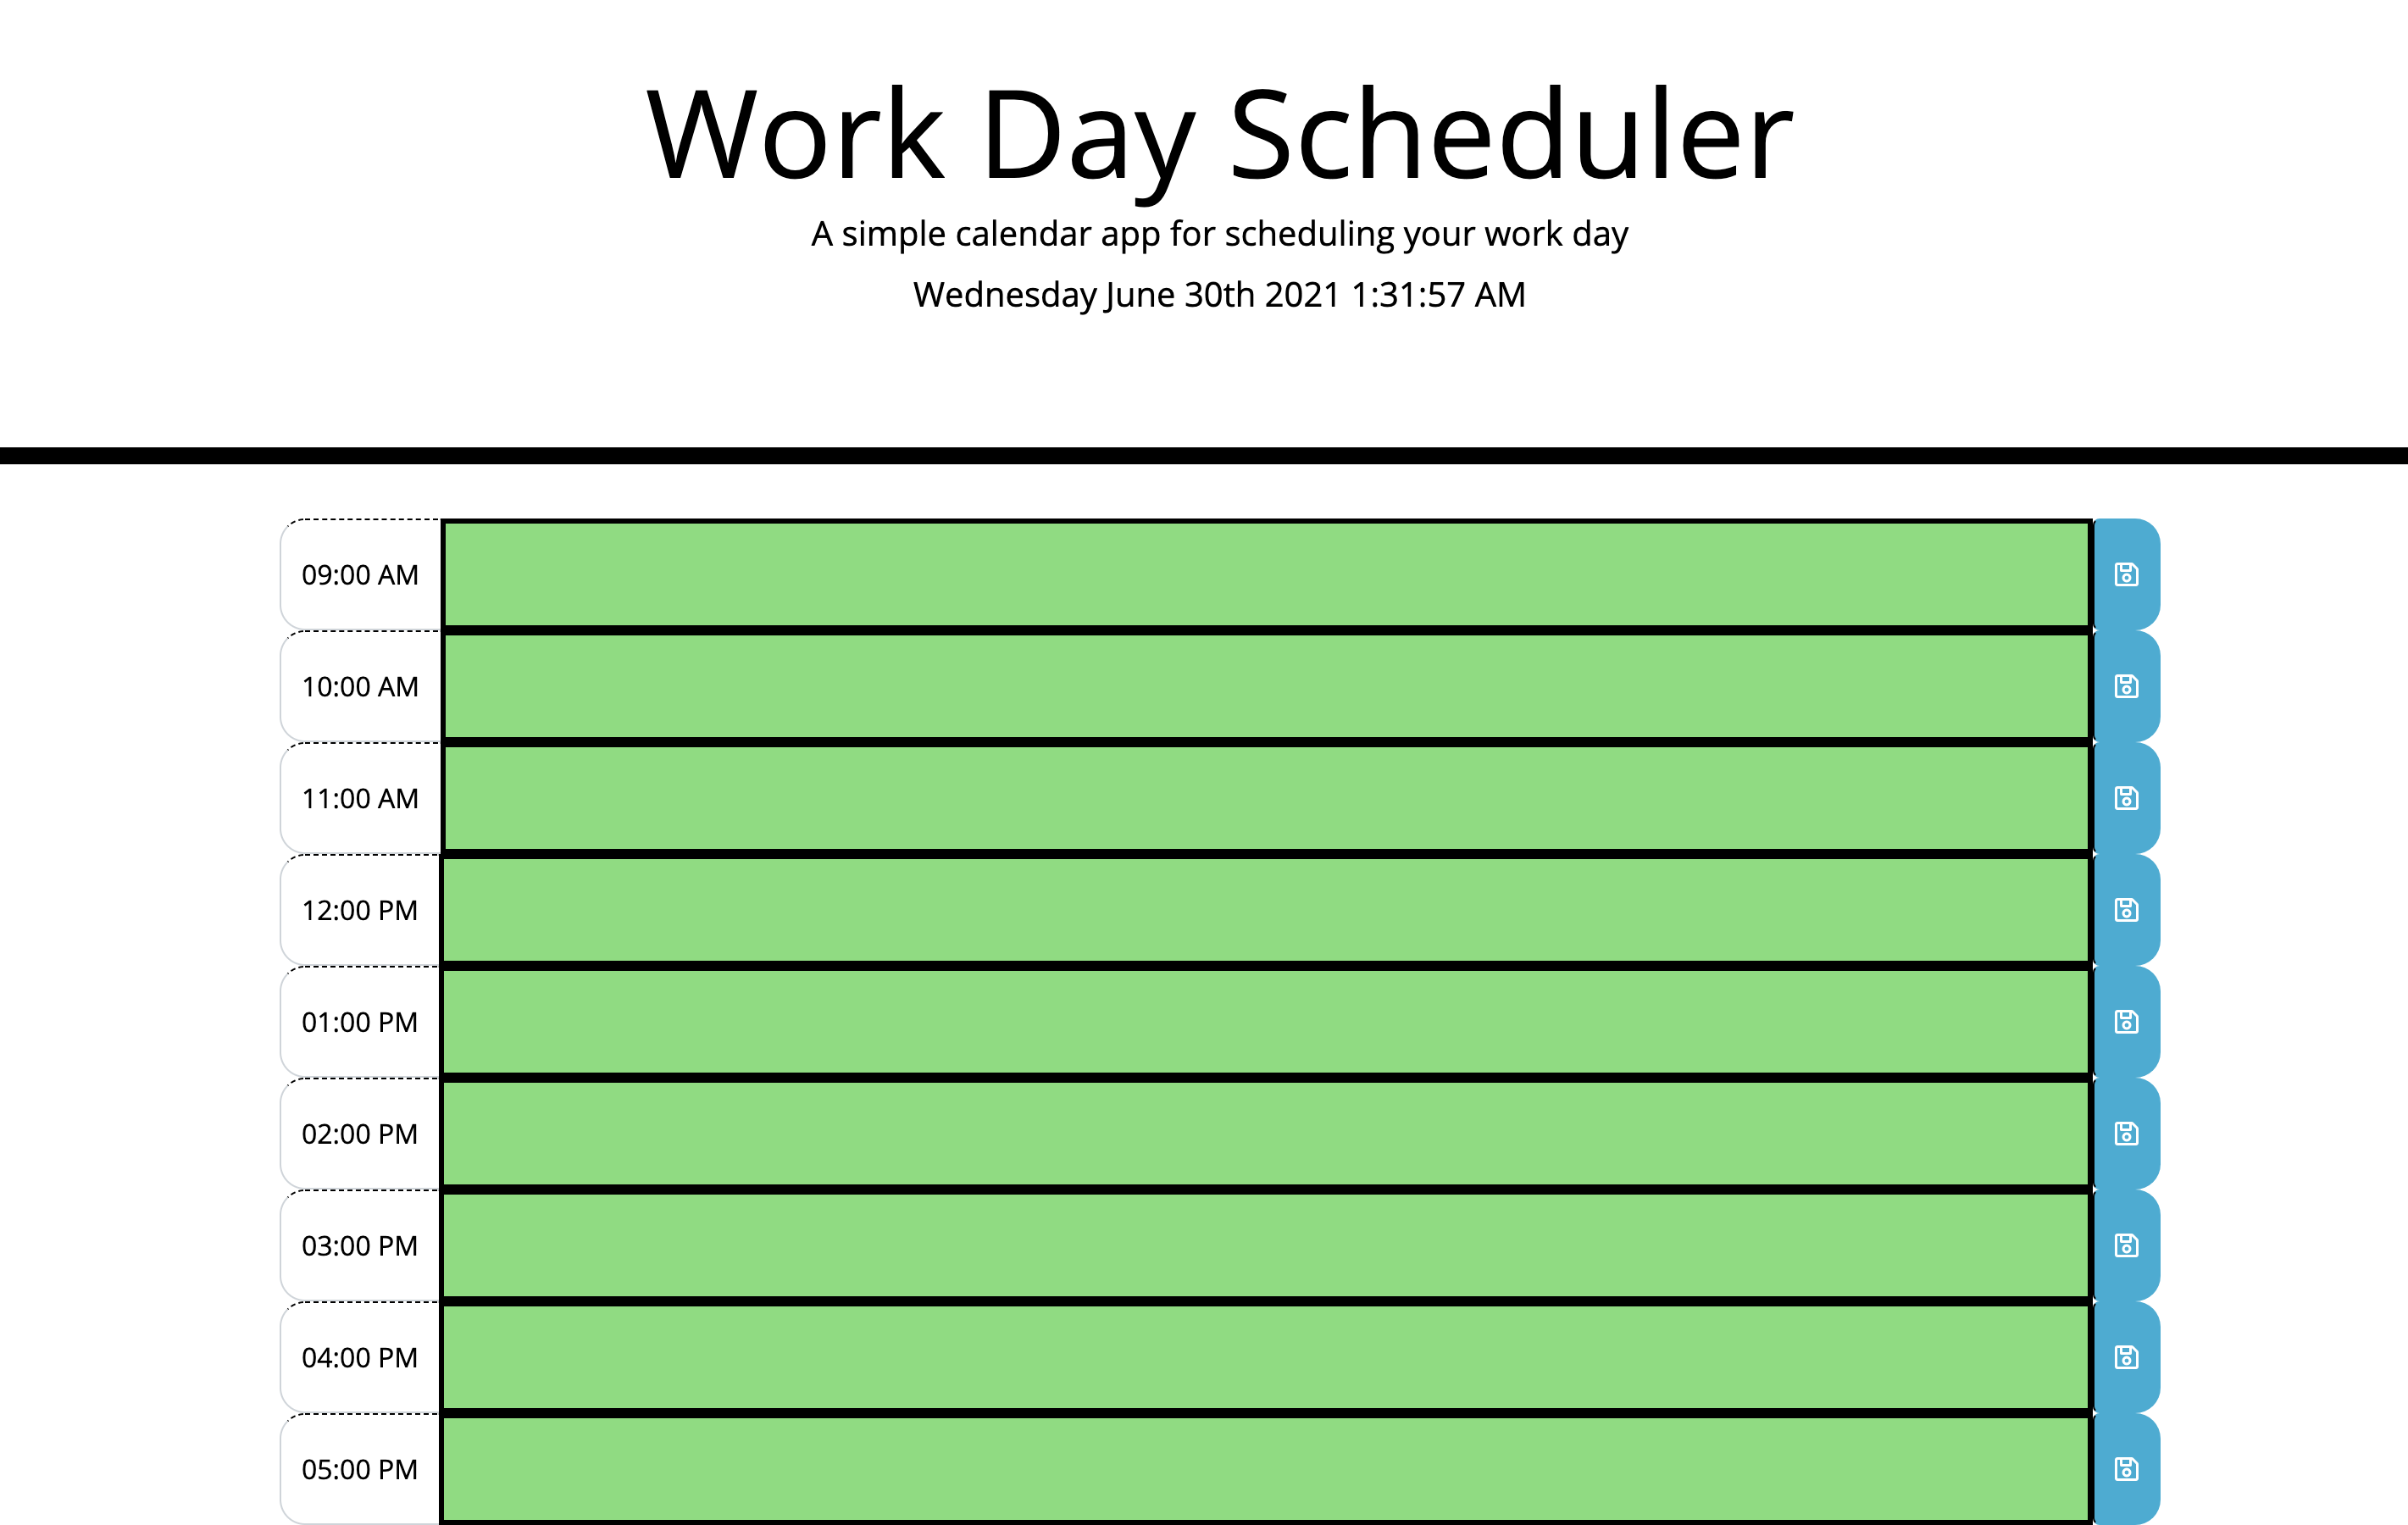 Work Day Scheduler
A simple calendar app for scheduling your work day
Wednesday June 30th 2021 1:31:57 AM
09:00 AM
10:00 AM
11:00 AM
12:00 PM
01:00 PM
02:00 PM
03:00 PM
04:00 PM
05:00 PM